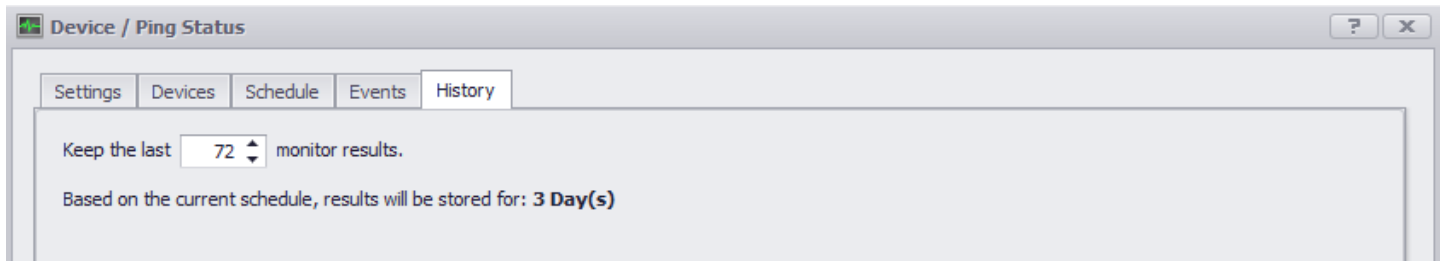 Device / Ping Status
? X
Settings Devices Schedule Events History
Keep the last 72 monitor results.
Based on the current schedule, results will be stored for: 3 Day(s)